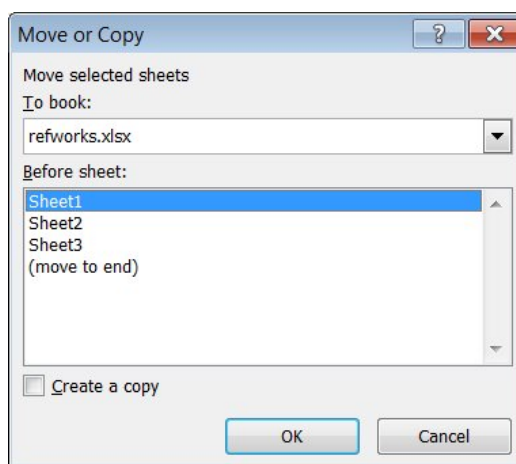 Move or Copy
Move selected sheets
To book:
refworks.xlsx
Before sheet:
Sheet1
Sheet2
Sheet3
(move to end)
Create a copy
OK Cancel